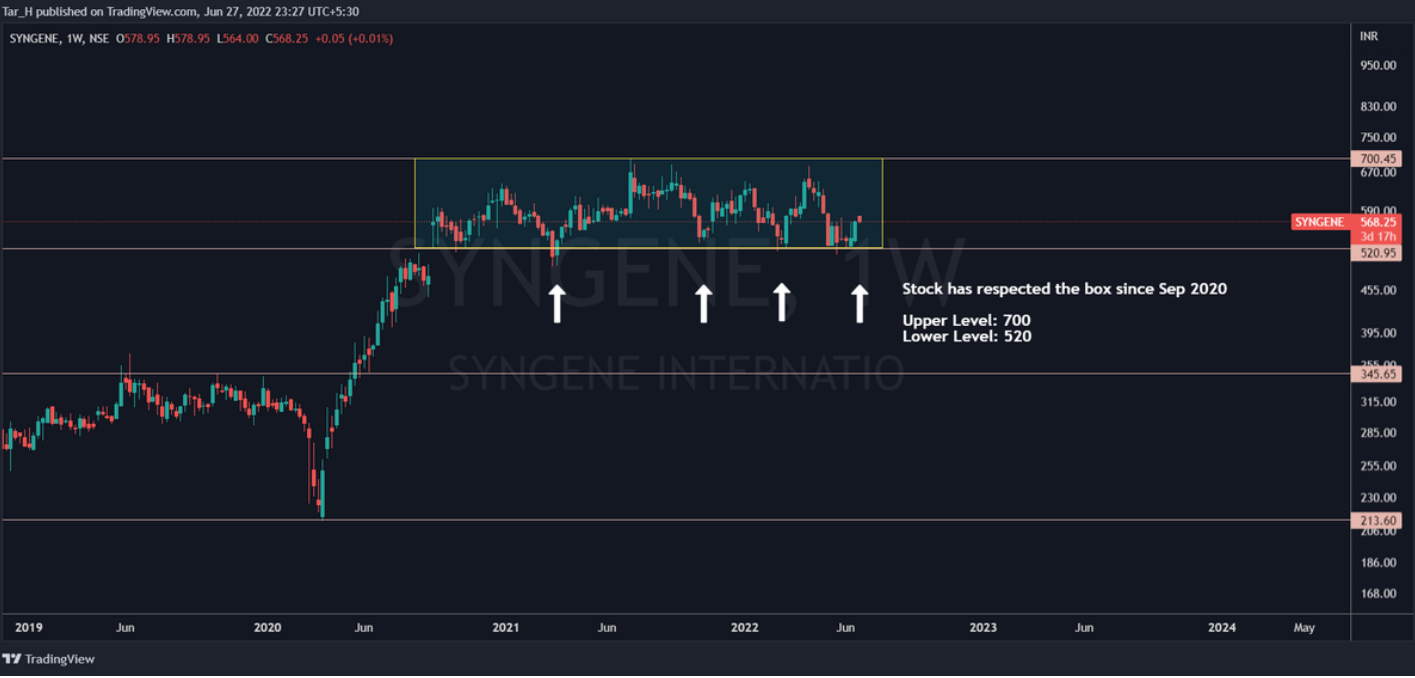 Tar_H published on TradingView.com, Jun 27, 2022 23:27 UTC+5:30
SYNGENE, 1W, NSE O578.95 H578.95 L564.00 C568.25 +0.05 (+0.01%)
INR
950.00
830.00
750.00
700.45
670.00
590.00
SYNGENE 568.25
3d 17h
520.95
SYNGENE, 1W
455.00
Stock has respected the box since Sep 2020
Upper Level: 700
Lower Level: 520
395.00
355.00
345.65
SYNGENE INTERNATIO
315.00
285.00
255.00
230.00
213.60
206.00
186.00
168.00
2019 Jun 2020 Jun 2021 Jun 2022 Jun 2023 Jun 2024 May
TradingView